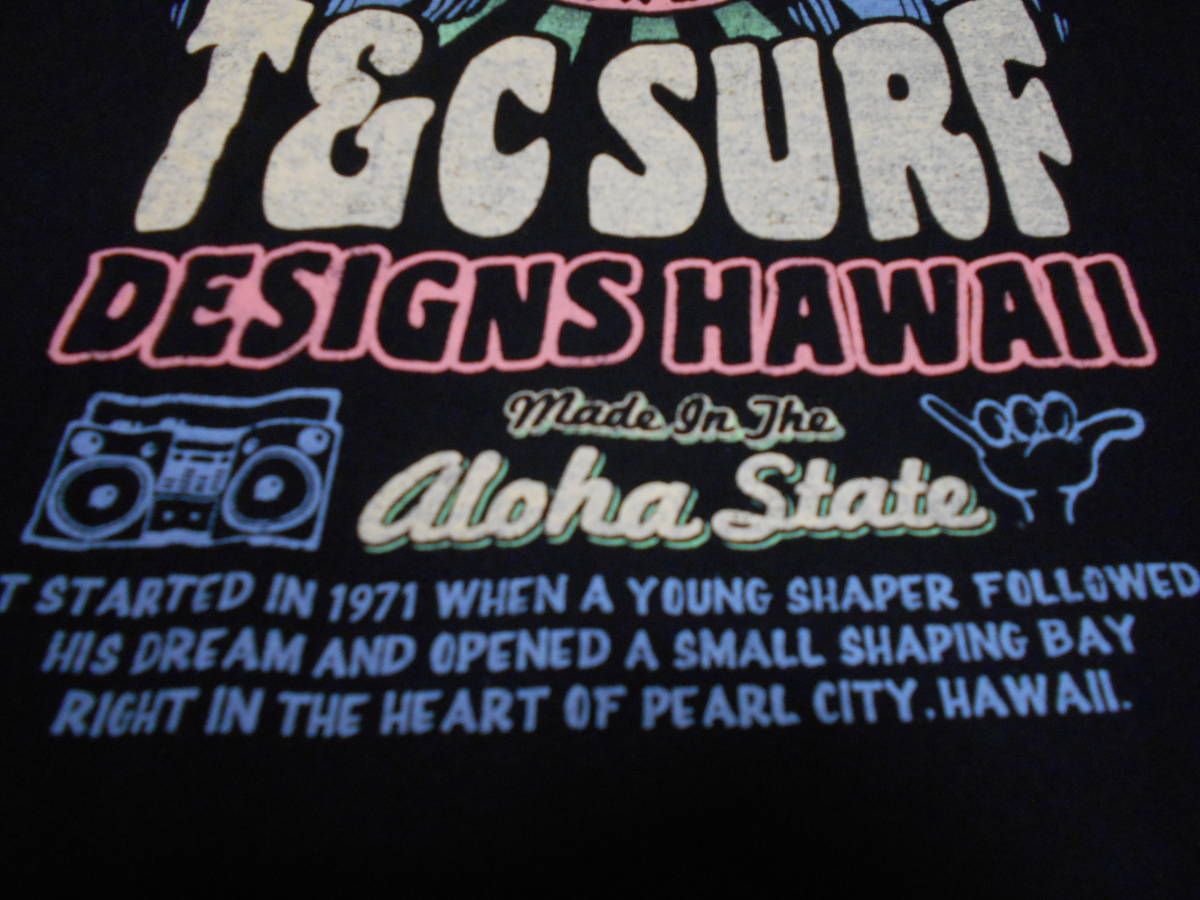 T&C SURF
DESIGNS HAWAII
Made In The
Aloha State
T STARTED IN 1971 WHEN A YOUNG SHAPER FOLLOWED
HIS DREAM AND OPENED A SMALL SHAPING BAY
RIGHT IN THE HEART OF PEARL CITY, HAWAII.